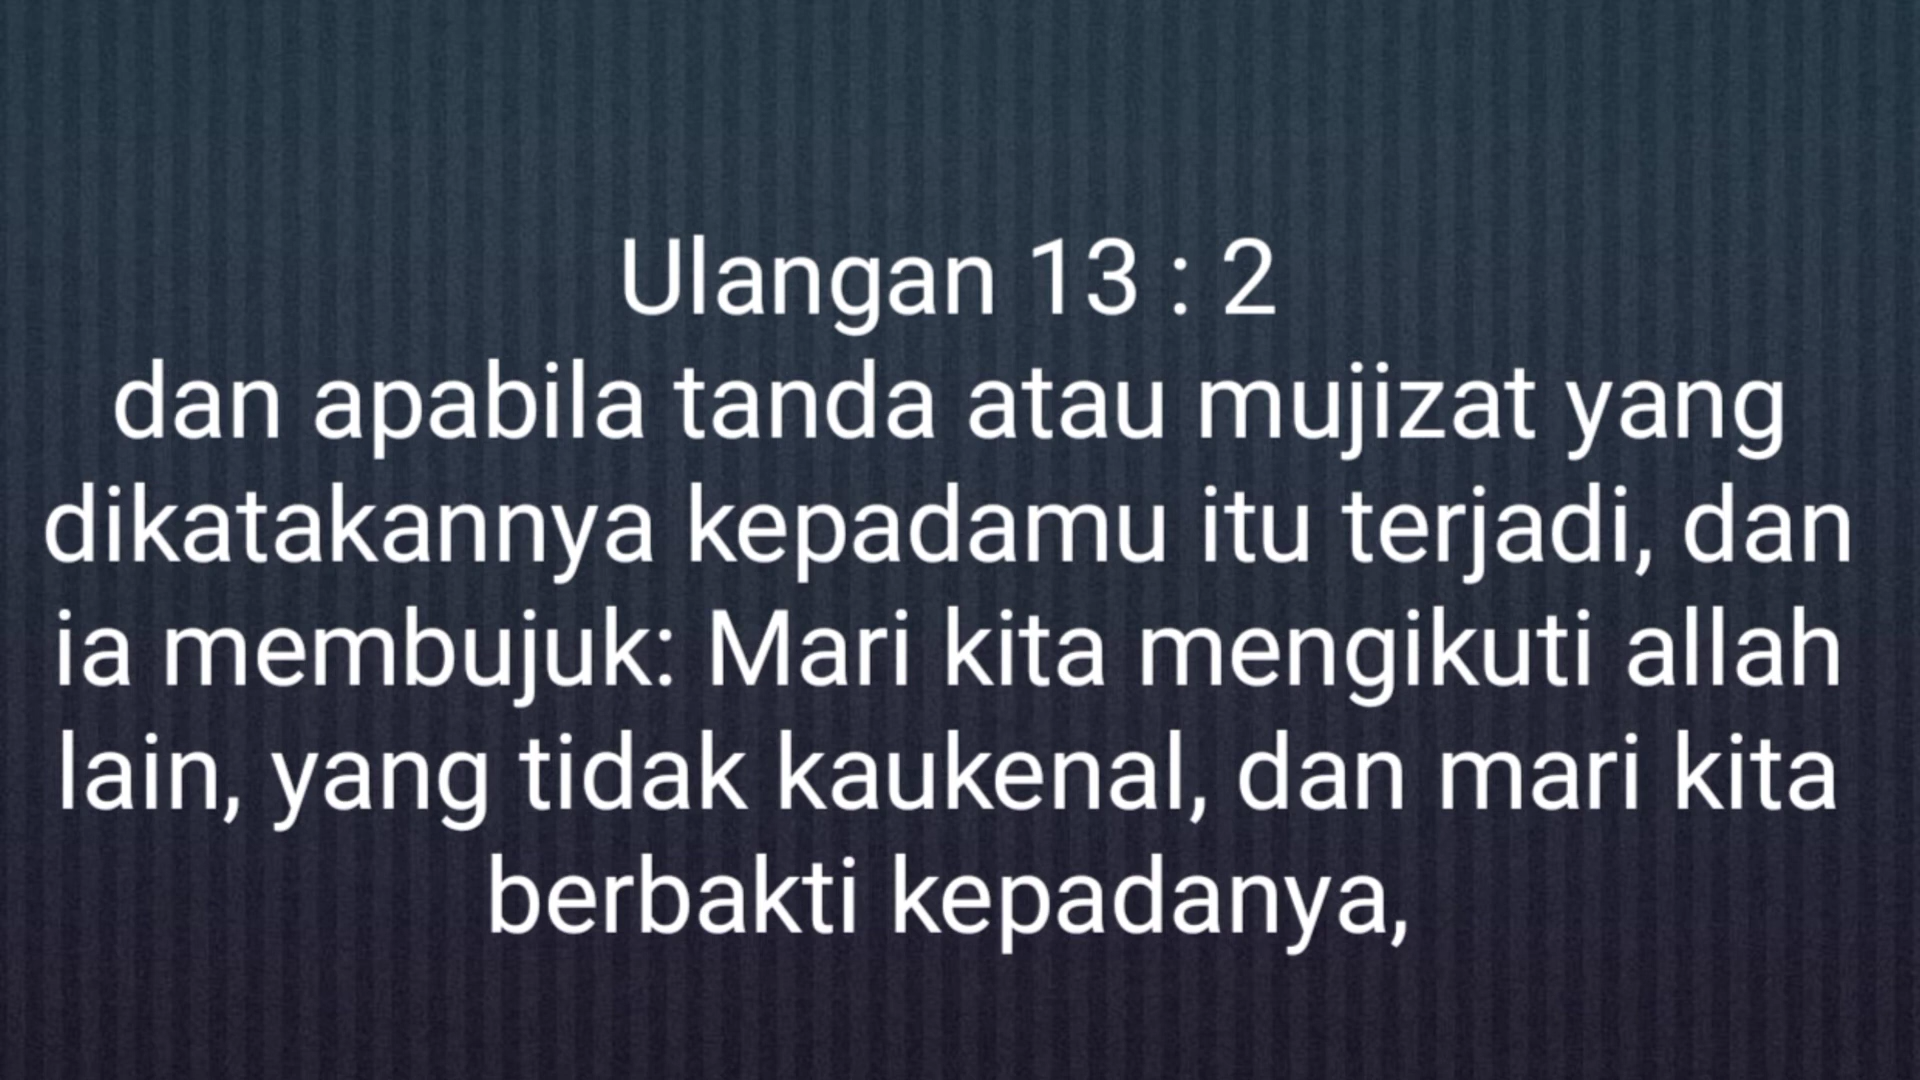 Ulangan 13 : 2
dan apabila tanda atau mujizat yang
dikatakannya kepadamu itu terjadi, dan
ia membujuk: Mari kita mengikuti allah
lain, yang tidak kaukenal, dan mari kita
berbakti kepadanya,